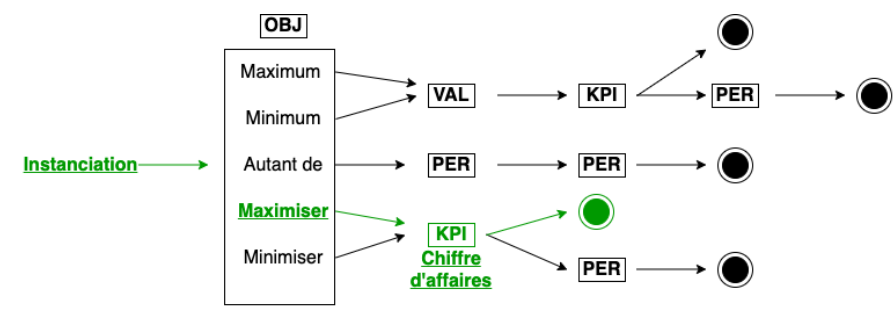 OBJ
Maximum
VAL
KPI
PER
Minimum
Instanciation
Autant de
PER
PER
Maximiser
KPI
Chiffre
d'affaires
Minimiser
PER